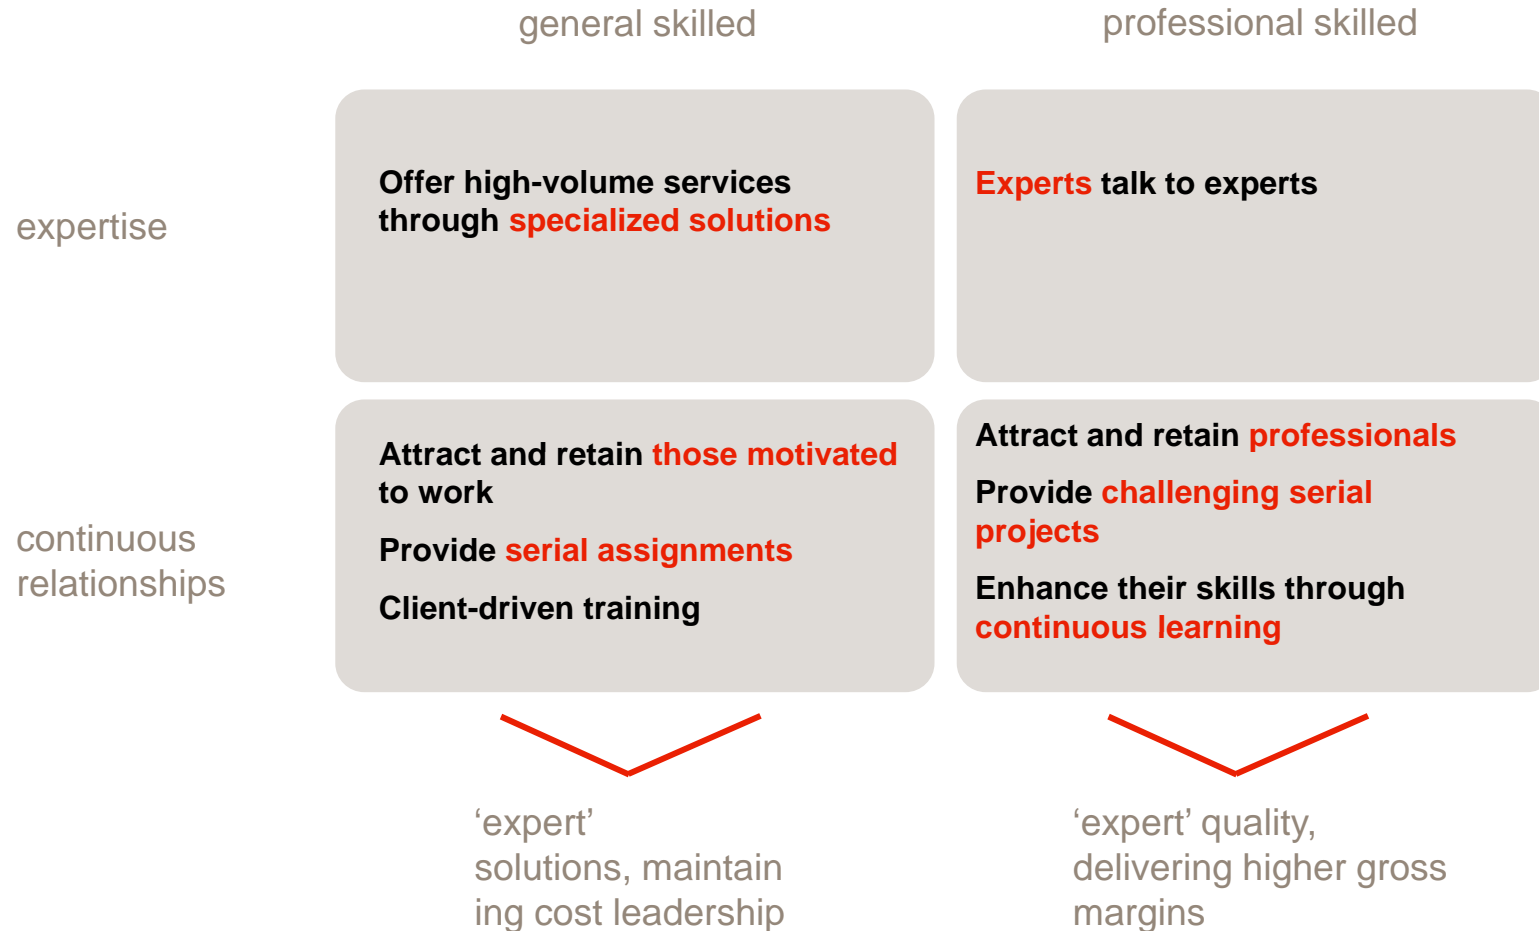 general skilled
professional skilled
expertise
Offer high-volume services
through specialized solutions
Experts talk to experts
continuous
relationships
Attract and retain those motivated
to work
Provide serial assignments
Client-driven training
Attract and retain professionals
Provide challenging serial
projects
Enhance their skills through
continuous learning
‘expert’
solutions, maintain
ing cost leadership
‘expert’ quality,
delivering higher gross
margins